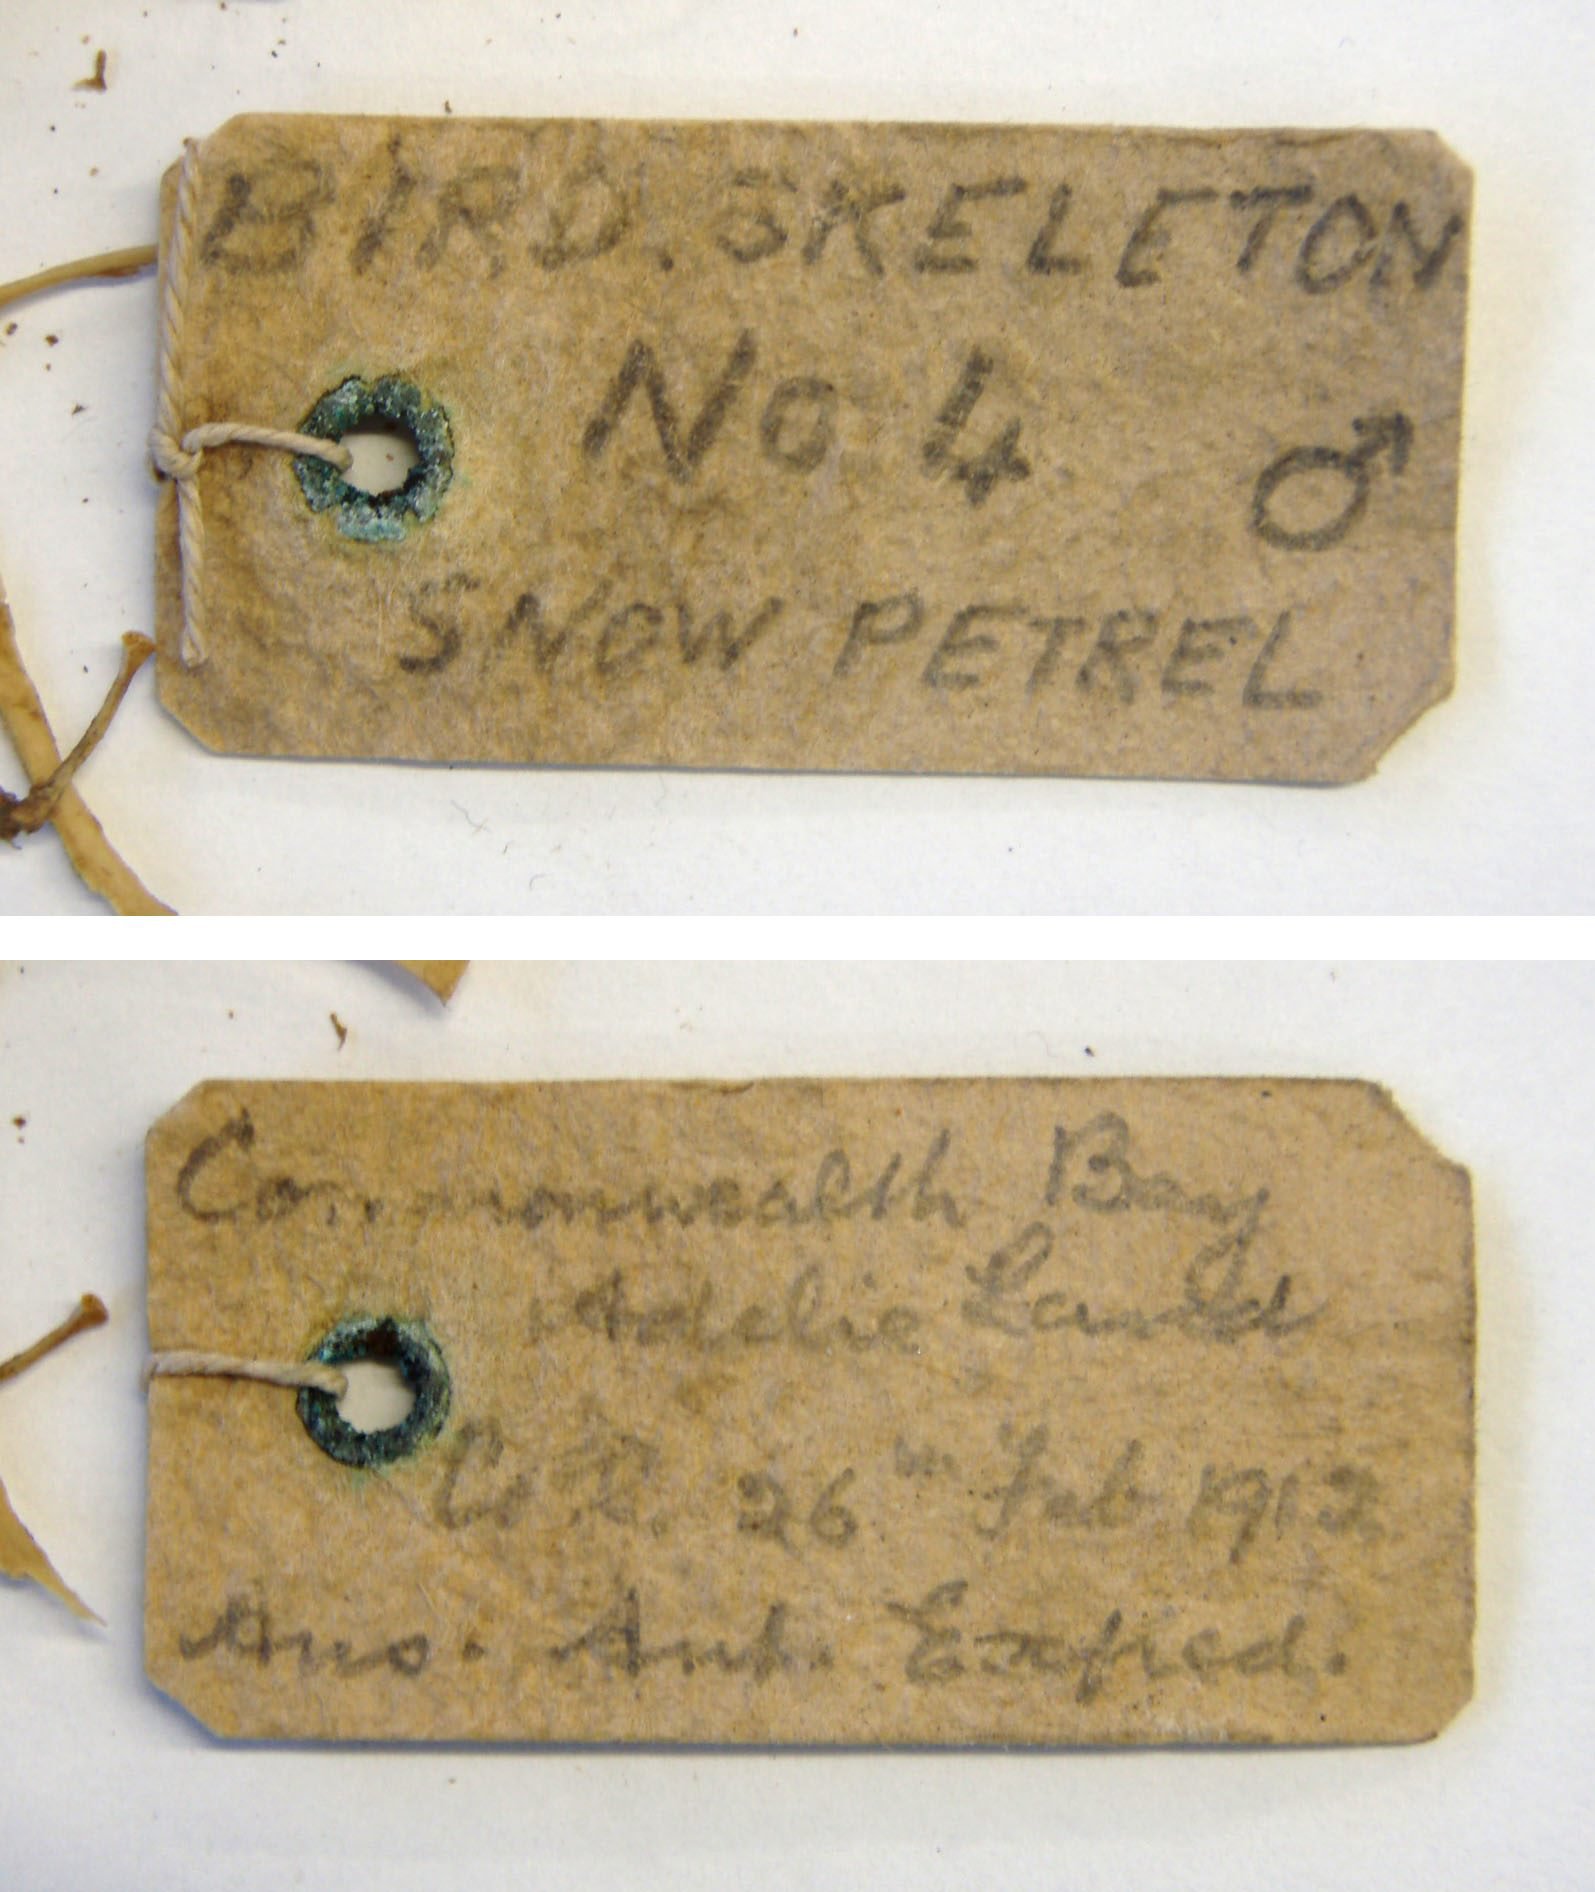 BIRD. SKELETON
No 4.
♂
SNOW PETREL
Commonwealth Bay
Adelie Land
26th Feb 1912
Aus. Ant. Exped.